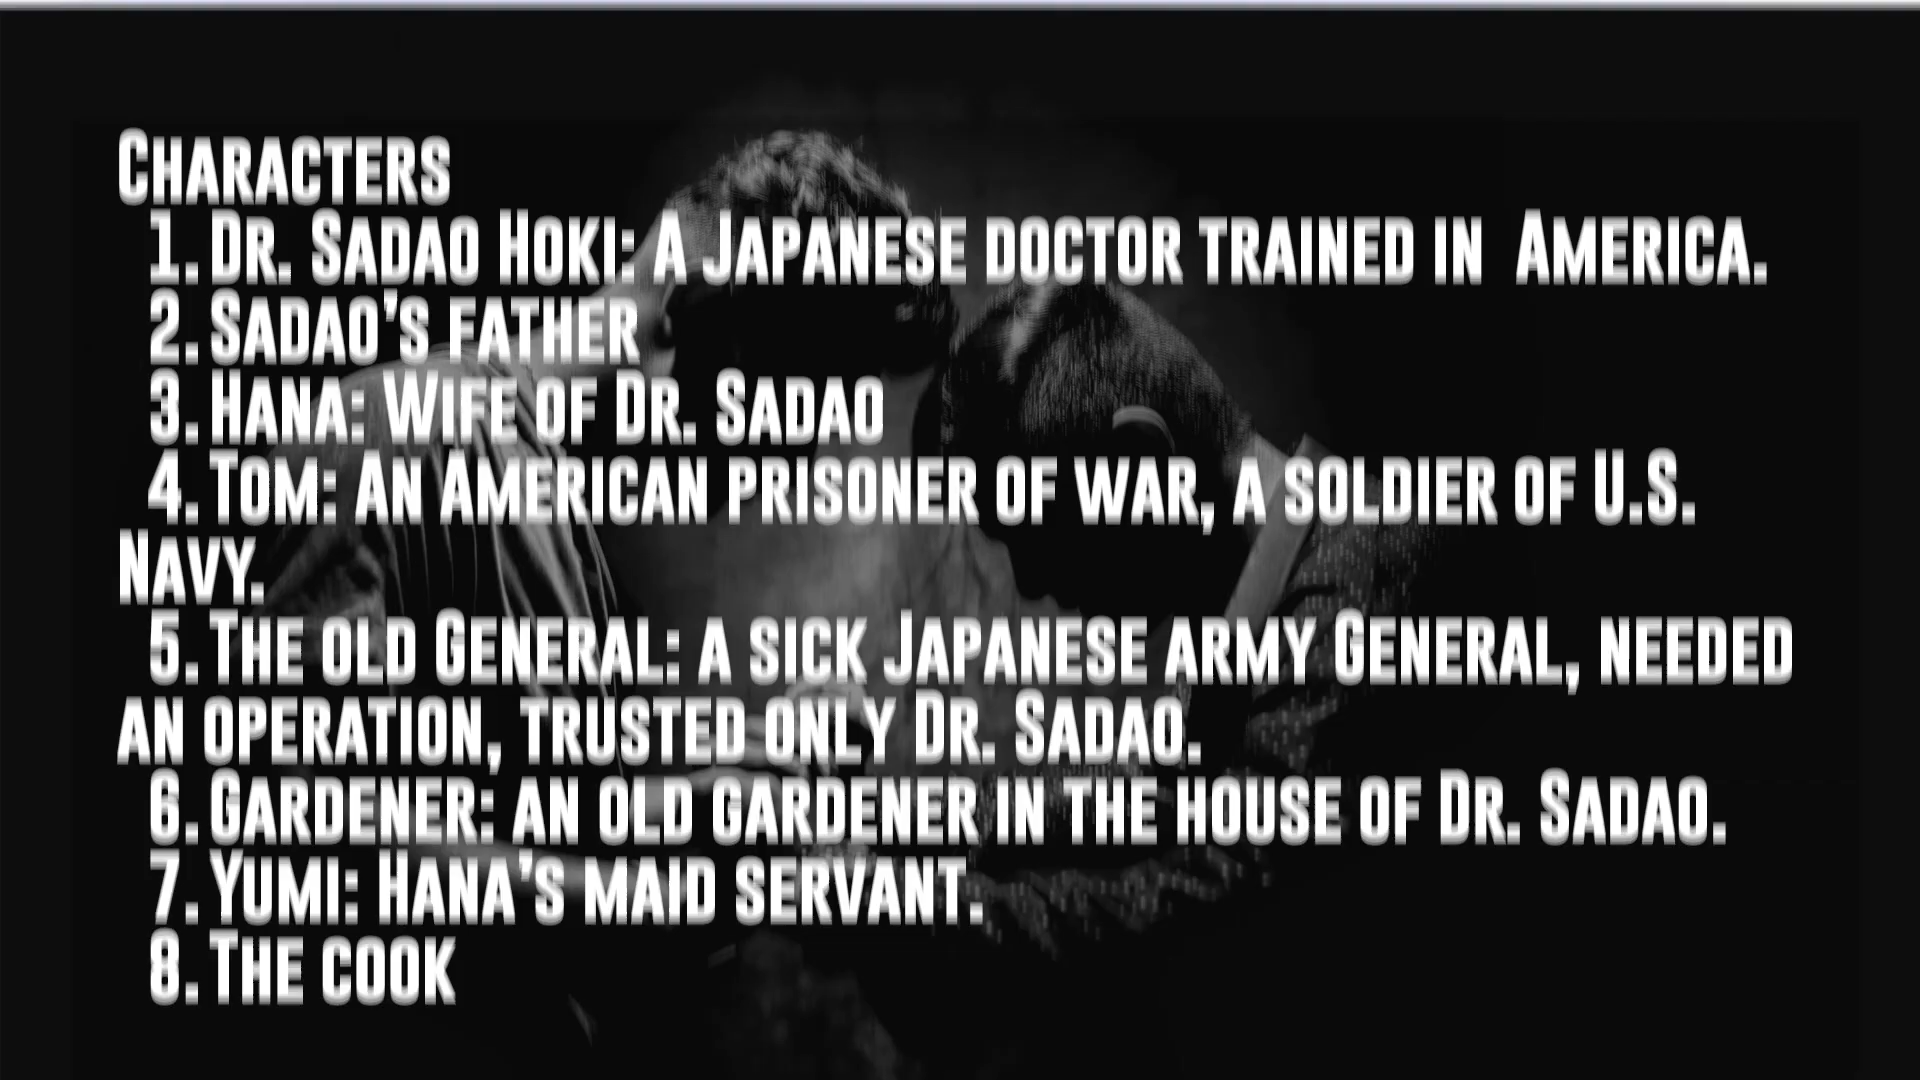 Characters
1. Dr. Sadao Hoki: A Japanese doctor trained in America.
2. Sadao's father
3. Hana: Wife of Dr. Sadao
4. Tom: An American prisoner of war, a soldier of U.S.
Navy.
5. The old General: a sick Japanese army General, needed
an operation, trusted only Dr. Sadao.
6. Gardener: an old gardener in the house of Dr. Sadao.
7. Yumi: Hana's maid servant.
8. The cook